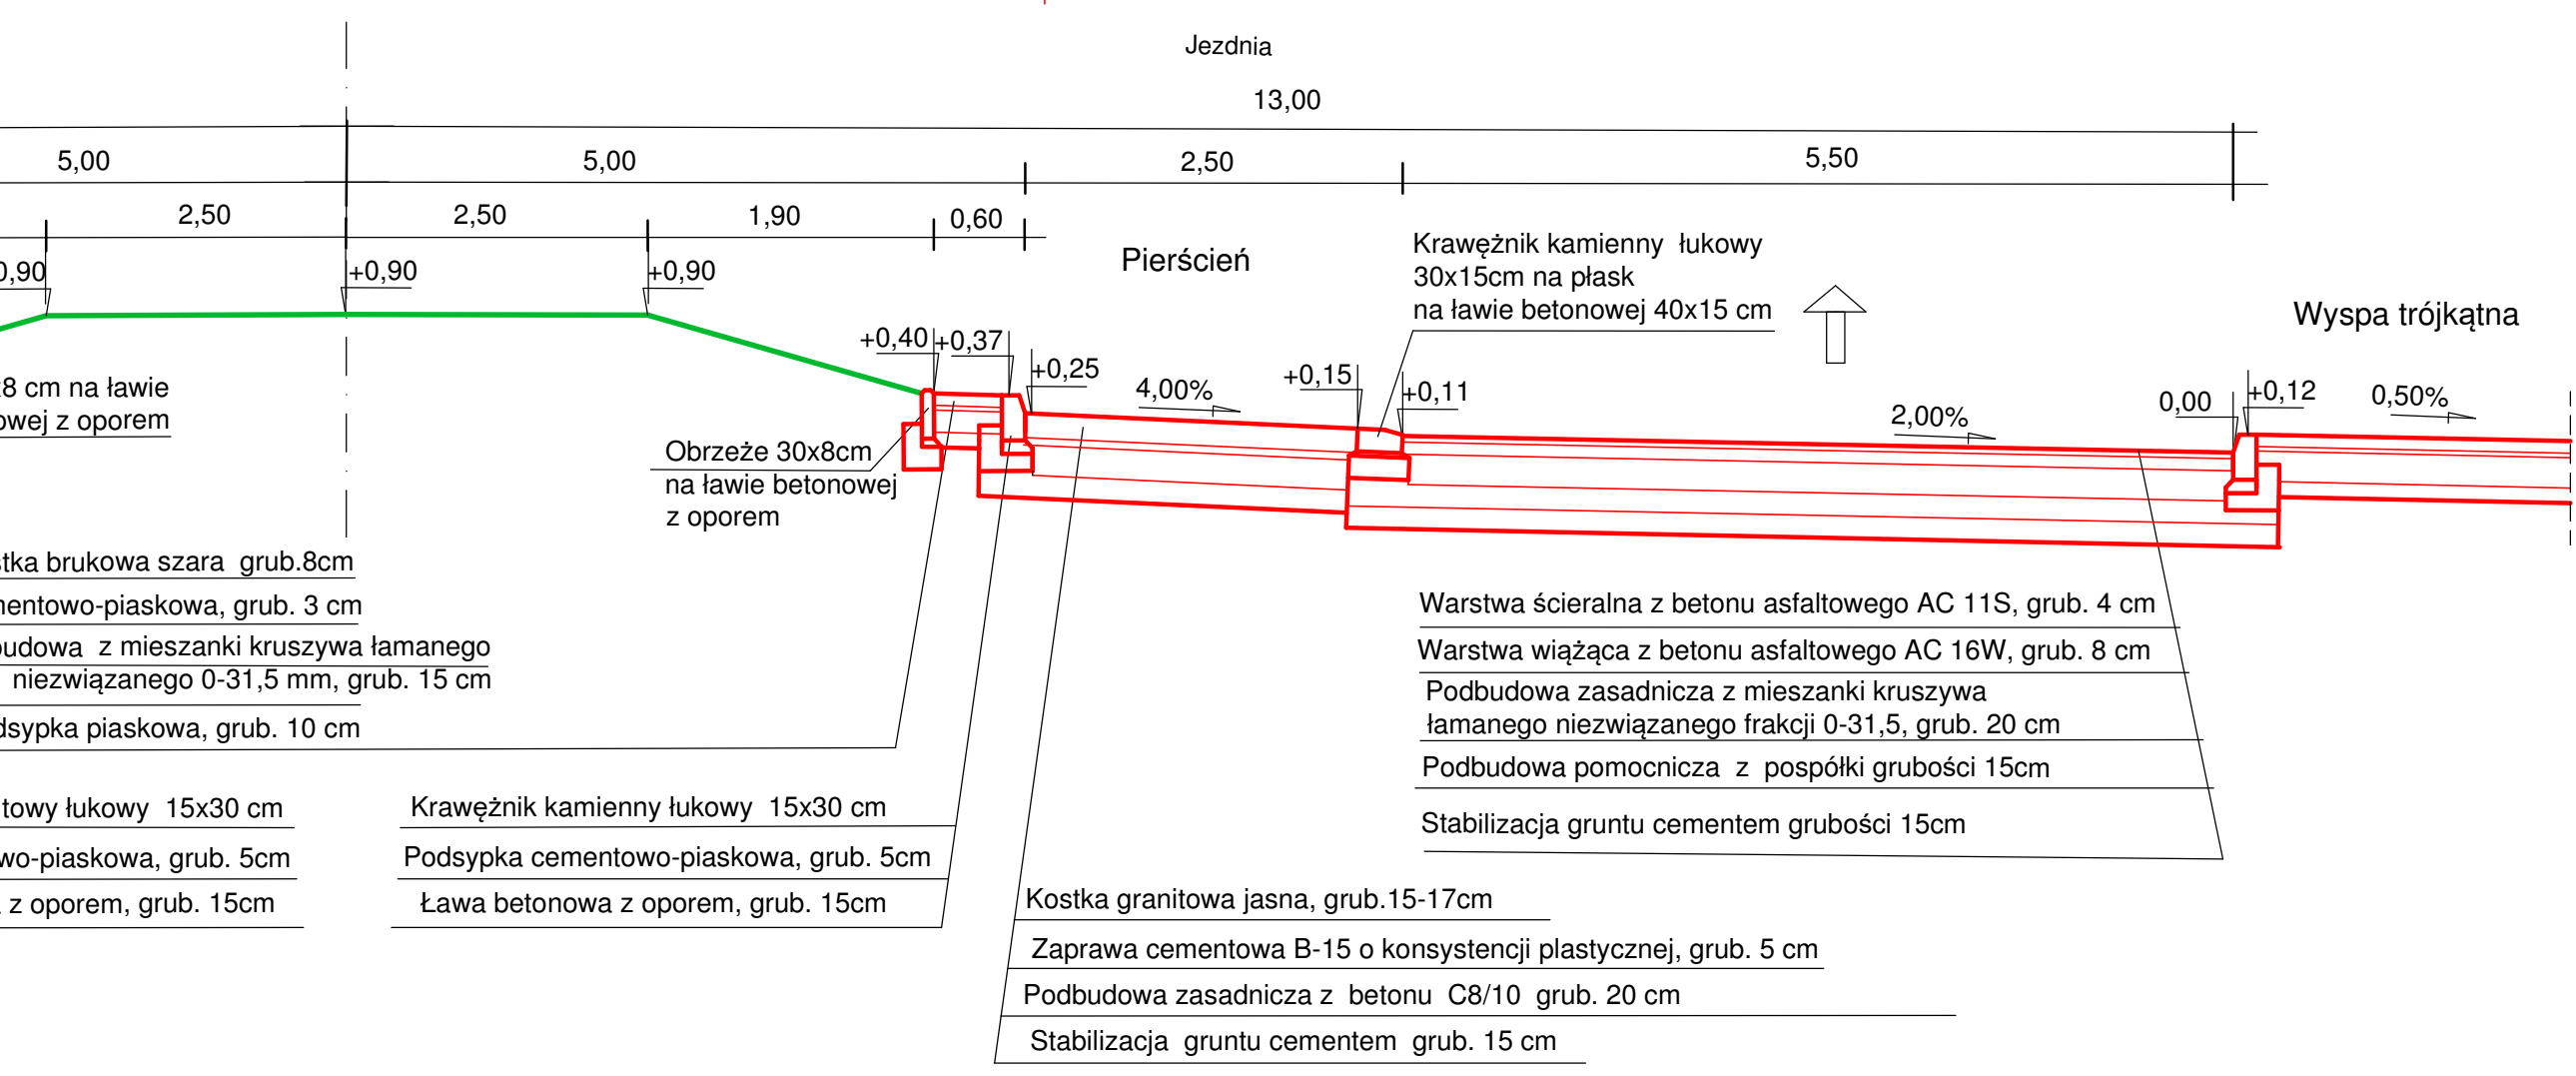 Jezdnia
13,00
5,00
5,00
2,50
5,50
2,50
2,50
1,90
0,60
Pierścień
Krawężnik kamienny łukowy
30x15cm na płask
na ławie betonowej 40x15 cm
Wyspa trójkątna
0,90
+0,90
+0,90
+0,40
+0,37
+0,25
4,00%
+0,15
+0,11
2,00%
0,00
+0,12
0,50%
x8 cm na ławie
owej z oporem
Obrzeże 30x8cm
na ławie betonowej
z oporem
stka brukowa szara grub.8cm
mentowo-piaskowa, grub. 3 cm
budowa z mieszanki kruszywa łamanego
niezwiązanego 0-31,5 mm, grub. 15 cm
dsypka piaskowa, grub. 10 cm
Warstwa ścieralna z betonu asfaltowego AC 11S, grub. 4 cm
Warstwa wiążąca z betonu asfaltowego AC 16W, grub. 8 cm
Podbudowa zasadnicza z mieszanki kruszywa
łamanego niezwiązanego frakcji 0-31,5, grub. 20 cm
Podbudowa pomocnicza z pospółki grubości 15cm
Stabilizacja gruntu cementem grubości 15cm
towy łukowy 15x30 cm
wo-piaskowa, grub. 5cm
z oporem, grub. 15cm
Krawężnik kamienny łukowy 15x30 cm
Podsypka cementowo-piaskowa, grub. 5cm
Ława betonowa z oporem, grub. 15cm
Kostka granitowa jasna, grub.15-17cm
Zaprawa cementowa B-15 o konsystencji plastycznej, grub. 5 cm
Podbudowa zasadnicza z betonu C8/10 grub. 20 cm
Stabilizacja gruntu cementem grub. 15 cm